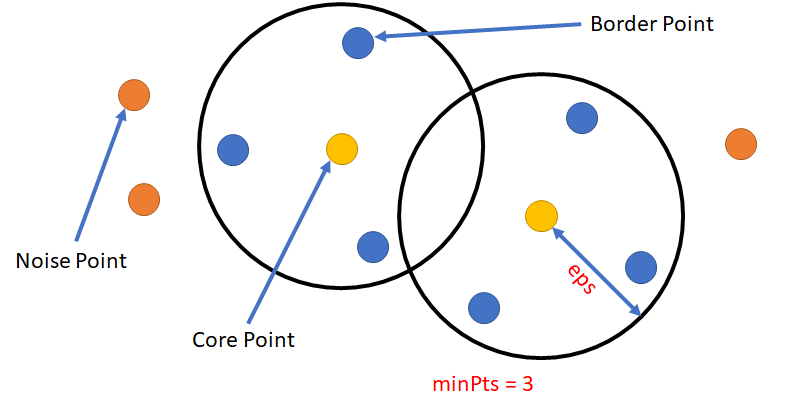 Border Point
Noise Point
eps
Core Point
minPts = 3